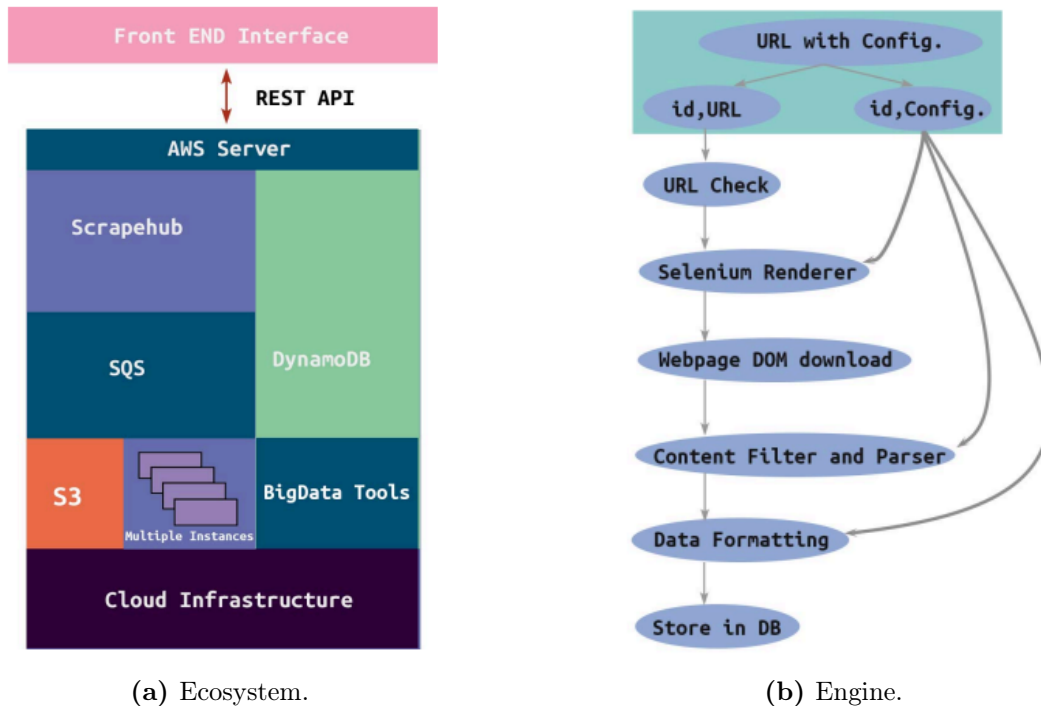 Front END Interface
REST API
AWS Server
Scrapehub
SQS
DynamoDB
S3
Multiple Instances
BigData Tools
Cloud Infrastructure
(a) Ecosystem.
URL with Config.
id,URL
id,Config.
URL Check
Selenium Renderer
Webpage DOM download
Content Filter and Parser
Data Formatting
Store in DB
(b) Engine.